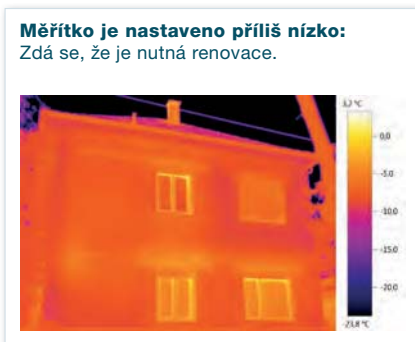 Měřítko je nastaveno příliš nízko:
Zdá se, že je nutná renovace.
3,7 °C
0,0
-5,0
-10,0
-15,0
-20,0
-23,8 °C